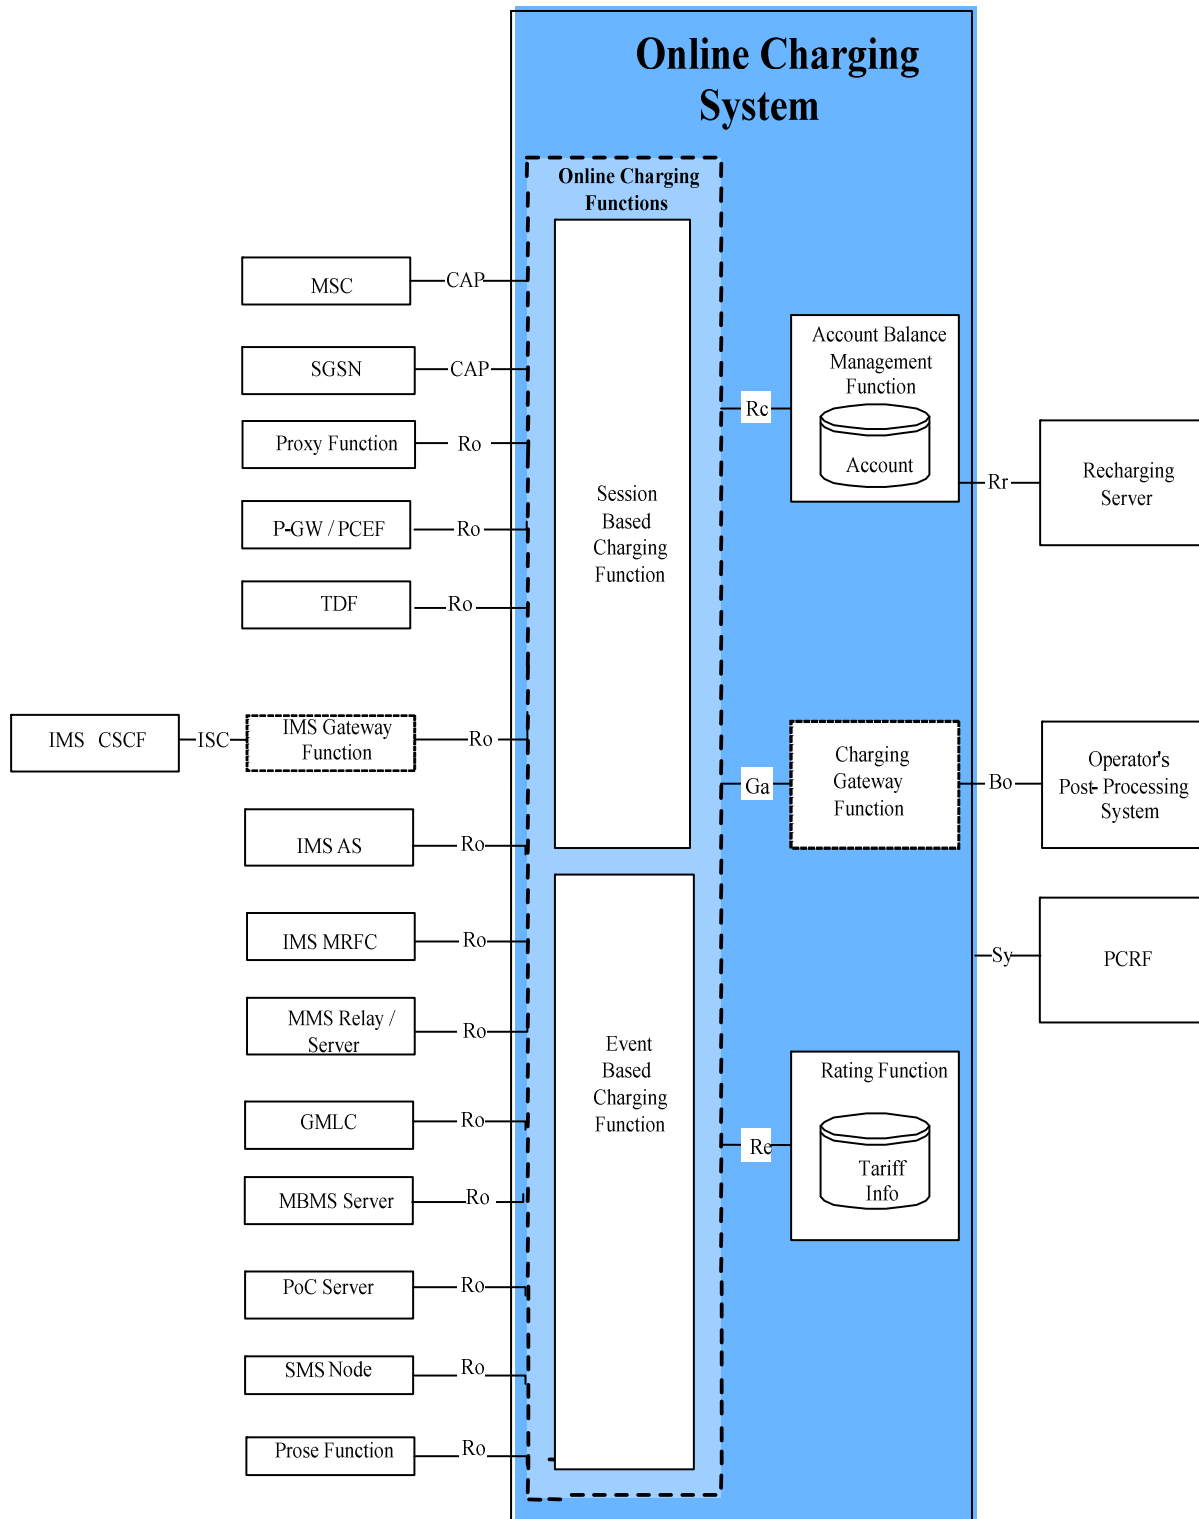 Online Charging
System
Online Charging
Functions
MSC
CAP
SGSN
CAP
Proxy Function
Ro
P-GW / PCEF
Ro
TDF
Ro
IMS CSCF
ISC
IMS Gateway
Function
Ro
IMS AS
Ro
IMS MRFC
Ro
MMS Relay /
Server
Ro
GMLC
Ro
MBMS Server
Ro
PoC Server
Ro
SMS Node
Ro
Prose Function
Ro
Session
Based
Charging
Function
Event
Based
Charging
Function
Rc
Account Balance
Management
Function
Account
Rr
Recharging
Server
Ga
Charging
Gateway
Function
Bo
Operator's
Post- Processing
System
Sy
PCRF
Re
Rating Function
Tariff
Info